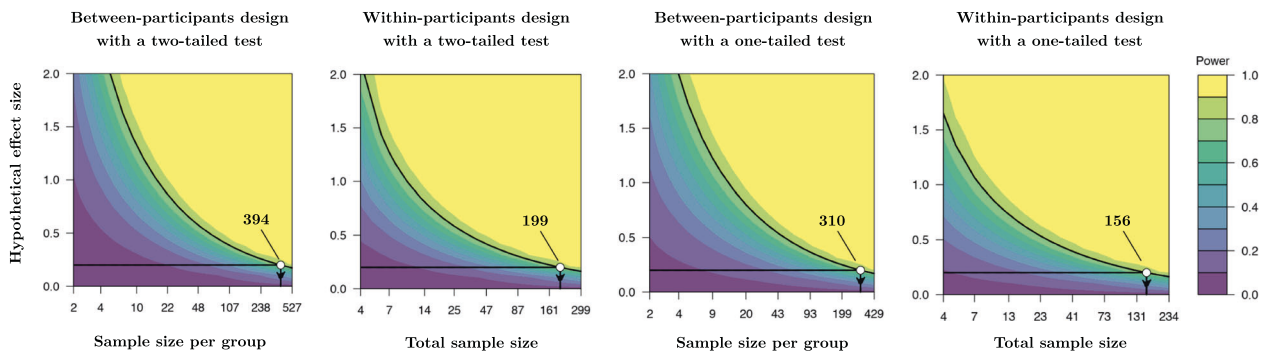 Between-participants design
with a two-tailed test
Within-participants design
with a two-tailed test
Between-participants design
with a one-tailed test
Within-participants design
with a one-tailed test
Hypothetical effect size
2.0
1.5
1.0
0.5
0.0
394
2 4 10 22 48 107 238 527
Sample size per group
2.0
1.5
1.0
0.5
0.0
199
4 7 14 25 47 87 161 299
Total sample size
2.0
1.5
1.0
0.5
0.0
310
2 4 9 20 43 93 199 429
Sample size per group
2.0
1.5
1.0
0.5
0.0
156
4 7 13 23 41 73 131 234
Total sample size
Power
1.0
0.8
0.6
0.4
0.2
0.0